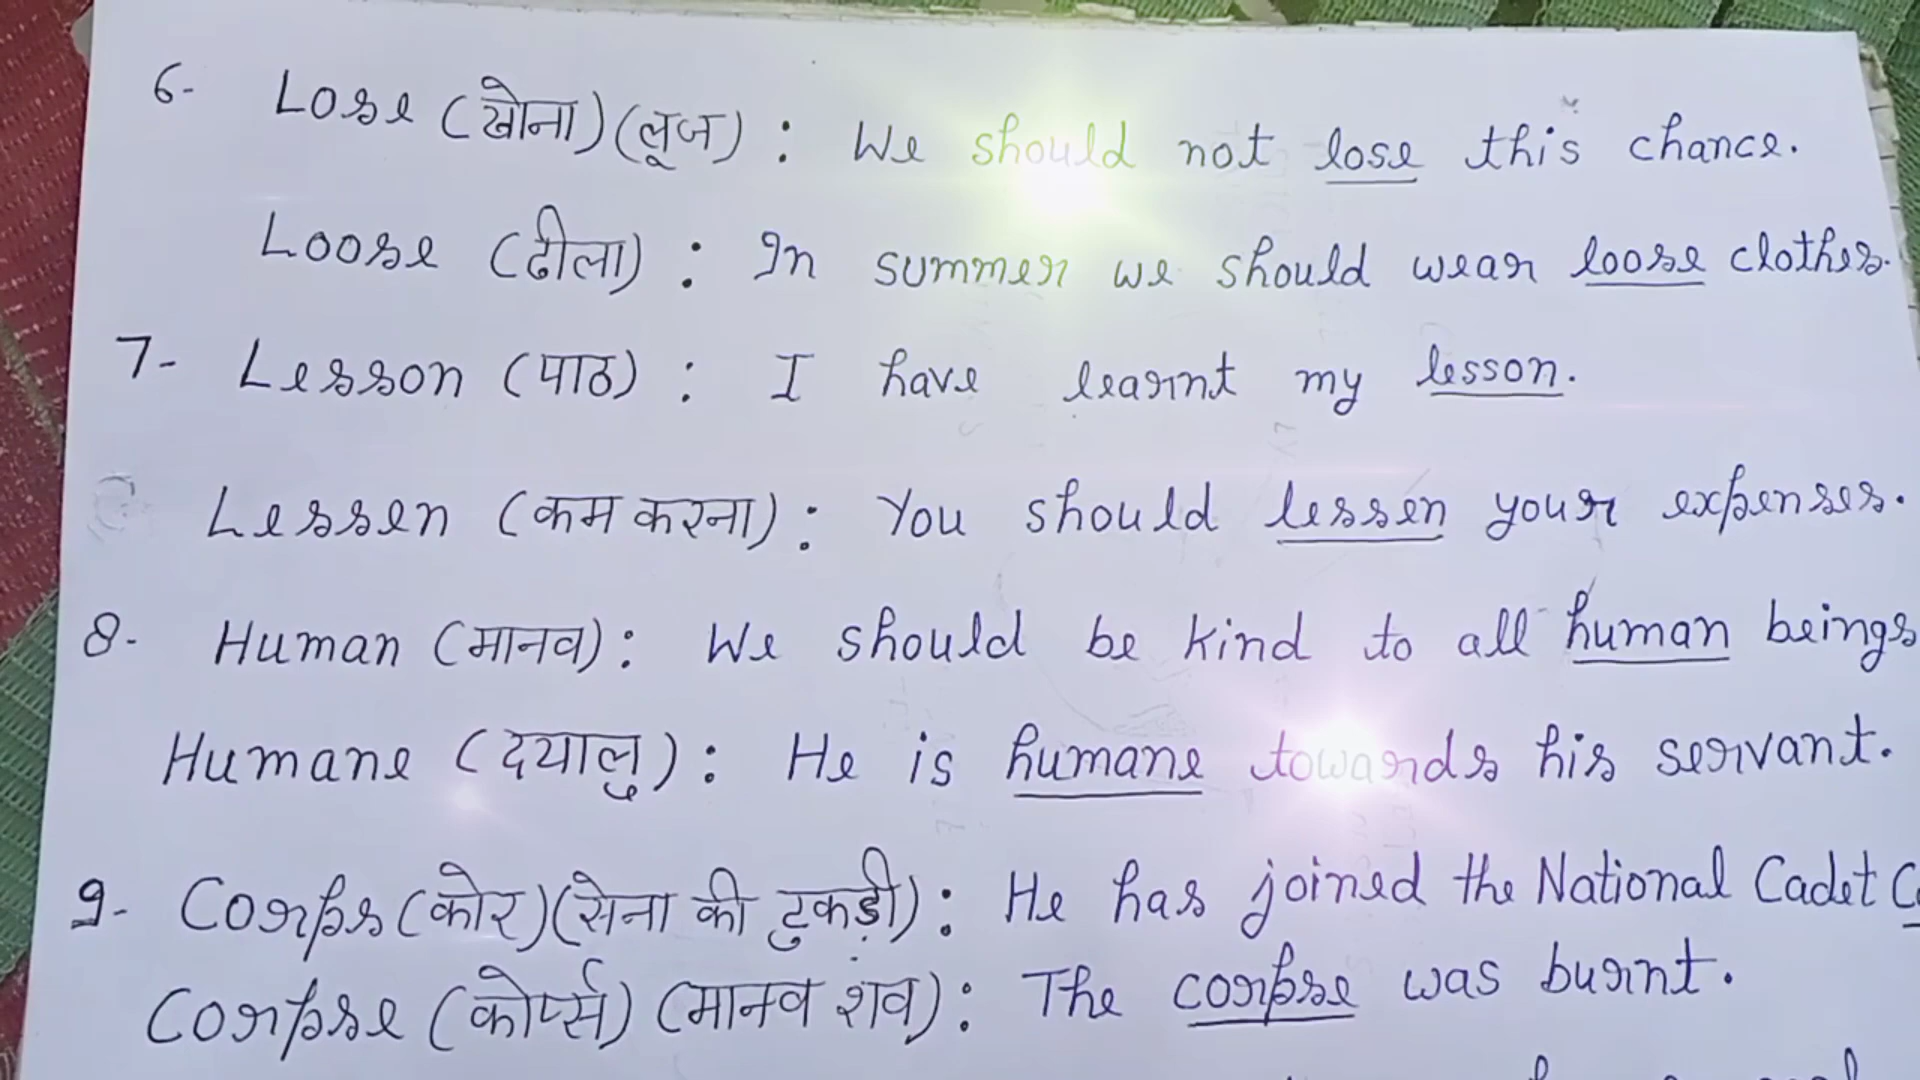 6- Lose (खोना) (लूज) : We should not lose this chance.
Loose (ढीला) : In summer we should wear loose clothes.
7- Lesson (पाठ) : I have learnt my lesson.
Lessen (कम करना) : You should lessen your expenses.
8- Human (मानव) : We should be kind to all human beings
Humane (दयालु) : He is humane towards his servant.
9- Corps (कोर) (सेना की टुकड़ी) : He has joined the National Cadet
Corpse (कोर्प्स) (मानव शव) : The corpse was burnt.